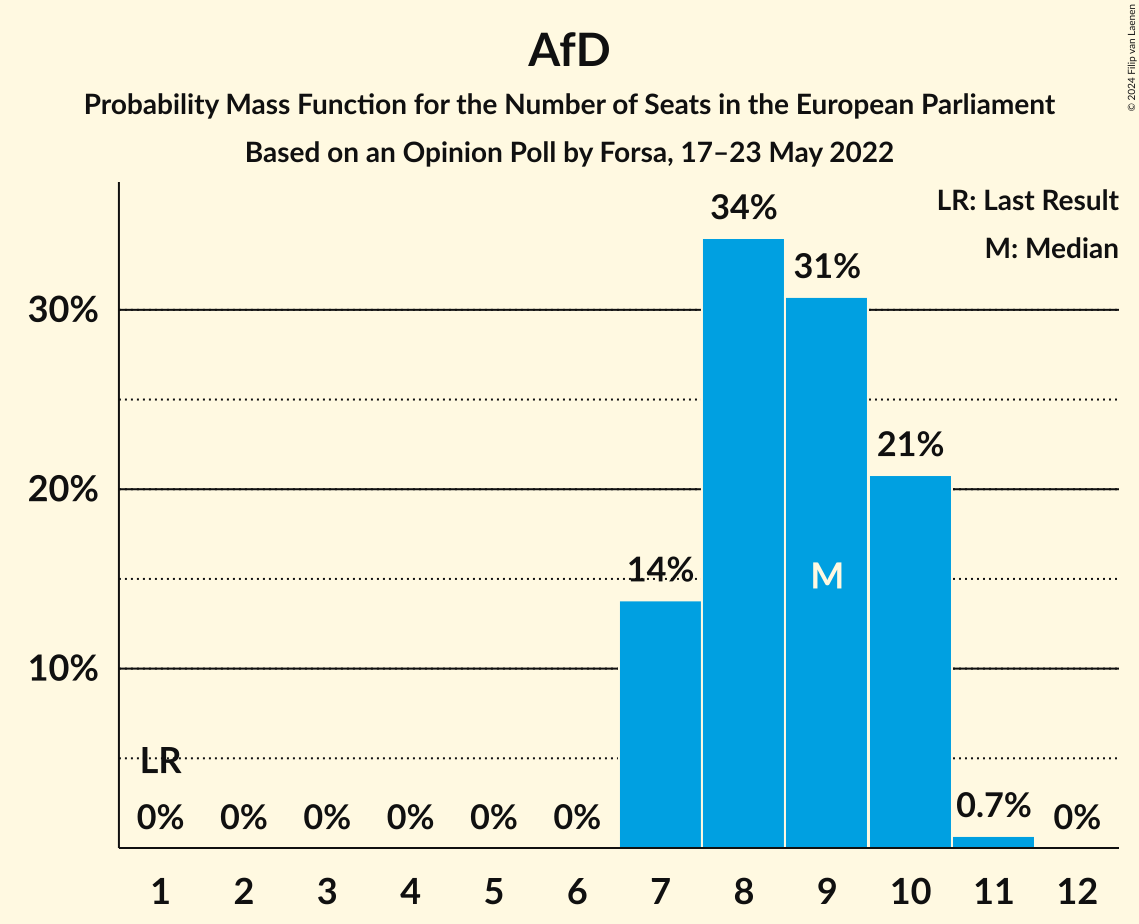 AfD
Probability Mass Function for the Number of Seats in the European Parliament
Based on an Opinion Poll by Forsa, 17–23 May 2022
© 2024 Filip van Laenen
LR: Last Result
M: Median
34%
31%
30%
21%
20%
14%
M
10%
LR
0% 0% 0% 0% 0% 0% 0.7% 0%
1 2 3 4 5 6 7 8 9 10 11 12